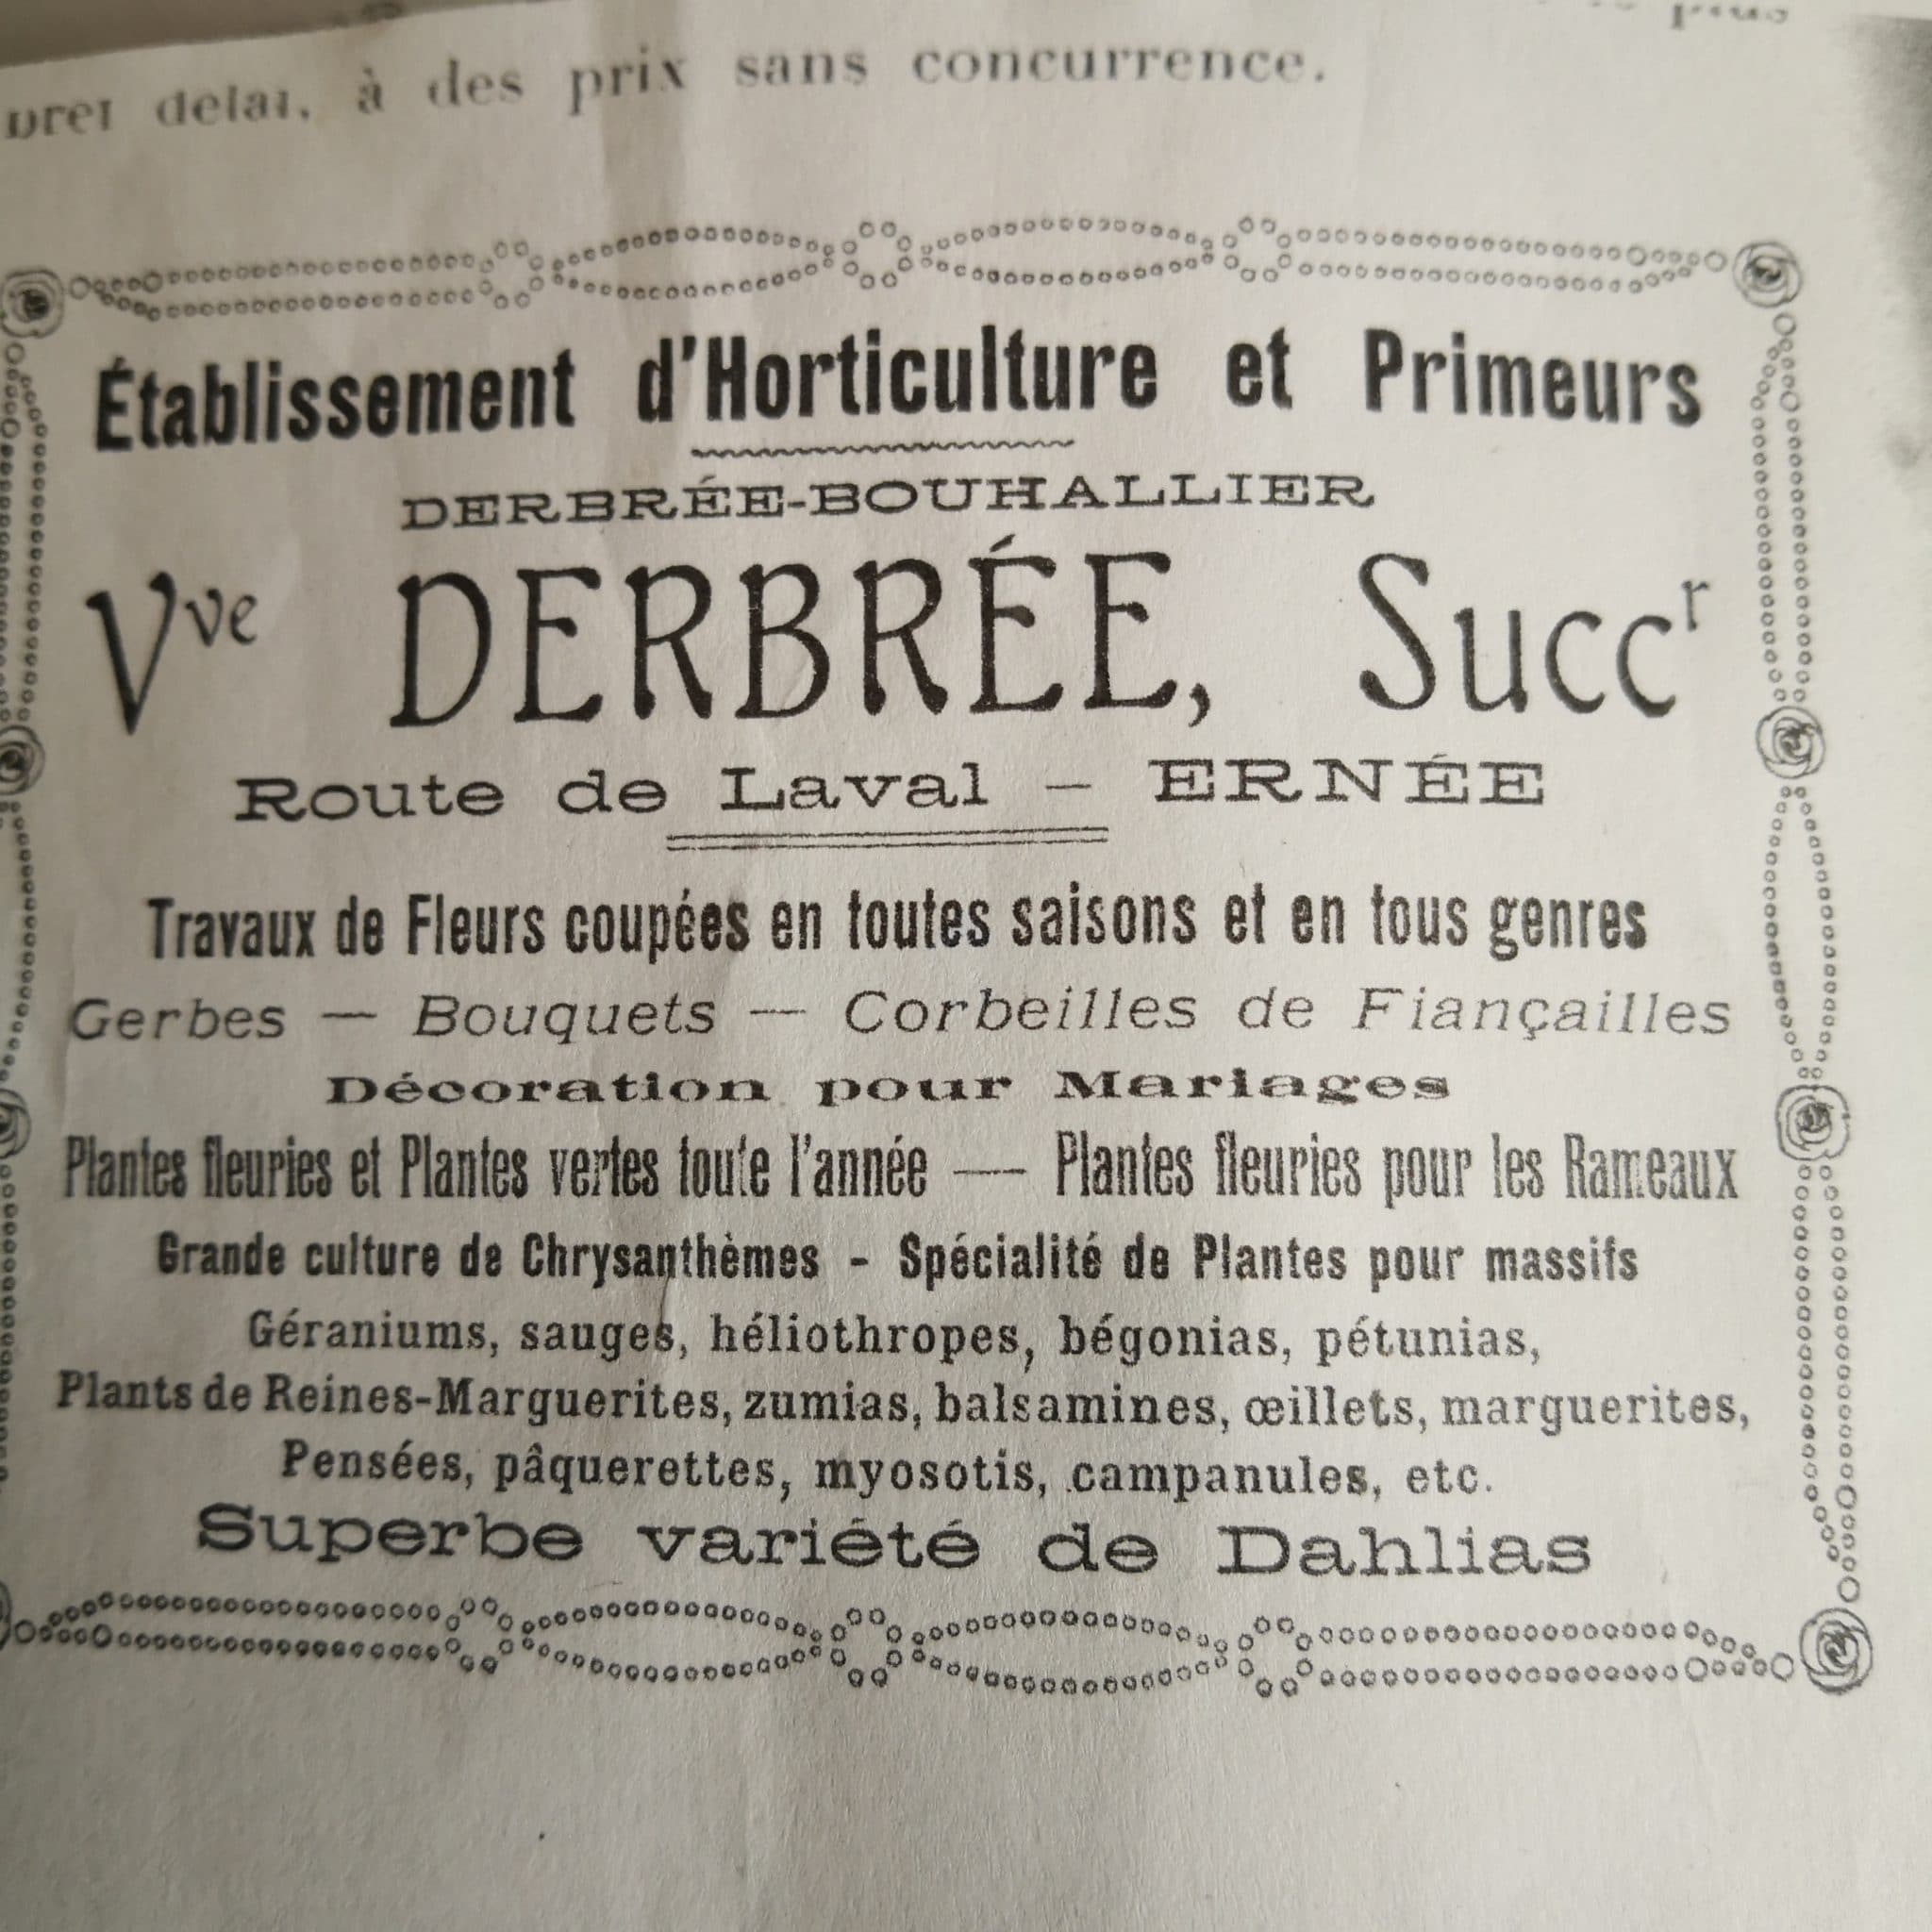 bref délai, à des prix sans concurrence.
Établissement d'Horticulture et Primeurs
DERBRÉE-BOUHALLIER
Vve DERBRÉE, Succr
Route de Laval – ERNÉE
Travaux de Fleurs coupées en toutes saisons et en tous genres
Gerbes — Bouquets — Corbeilles de Fiançailles
Décoration pour Mariages
Plantes fleuries et Plantes vertes toute l'année — Plantes fleuries pour les Rameaux
Grande culture de Chrysanthèmes - Spécialité de Plantes pour massifs
Géraniums, sauges, héliothropes, bégonias, pétunias,
Plants de Reines-Marguerites, zumias, balsamines, œillets, marguerites,
Pensées, pâquerettes, myosotis, campanules, etc.
Superbe variété de Dahlias